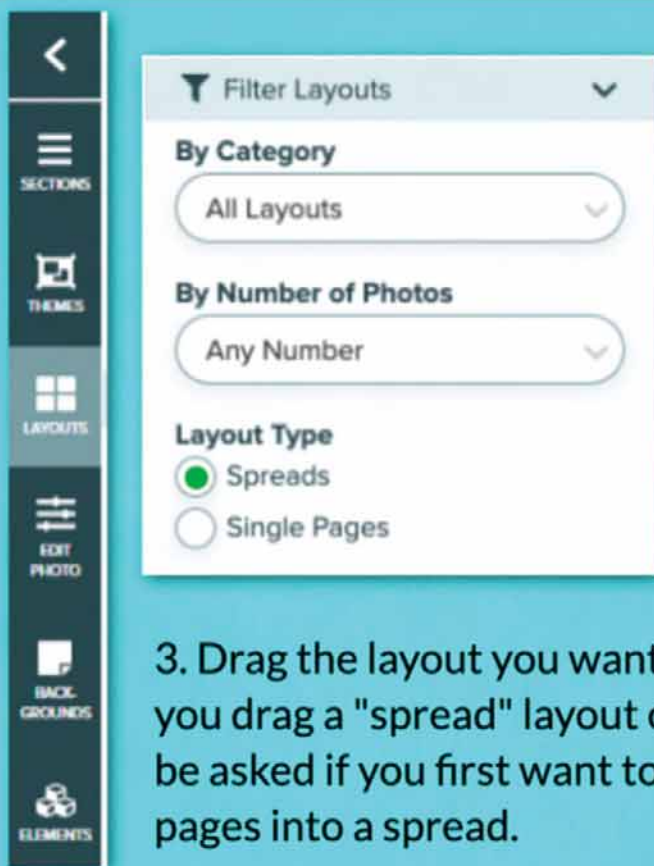 SECTIONS
THEMES
LAYOUTS
EDIT
PHOTO
BACK-
GROUNDS
ELEMENTS
Filter Layouts
By Category
All Layouts
By Number of Photos
Any Number
Layout Type
Spreads
Single Pages
3. Drag the layout you want
you drag a "spread" layout
be asked if you first want to
pages into a spread.